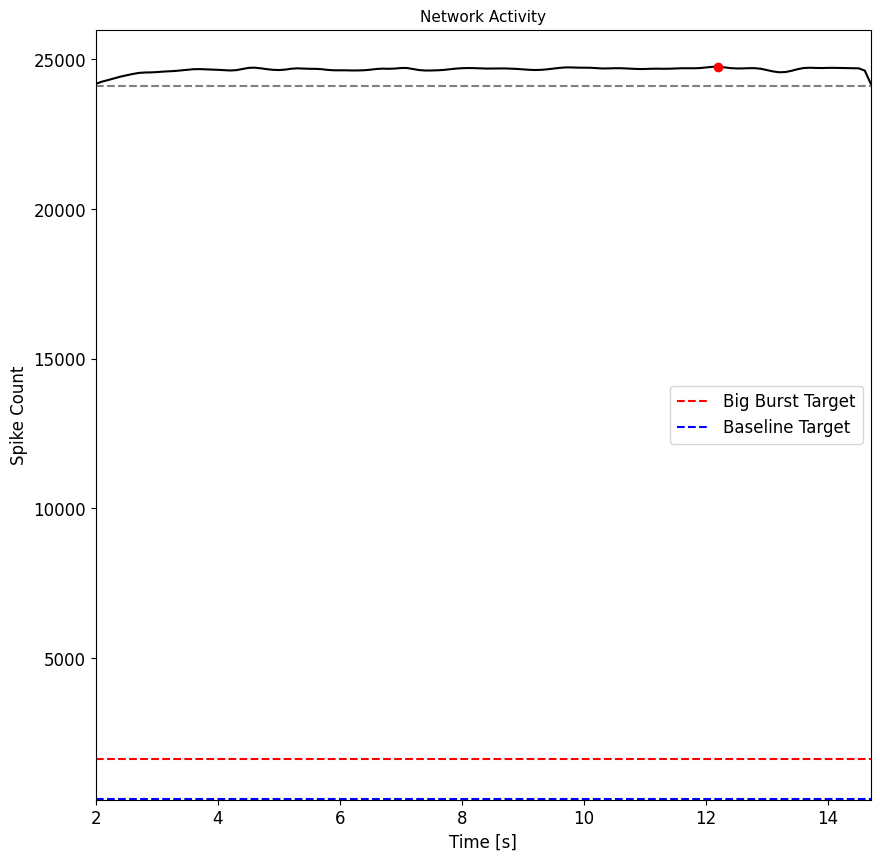 Network Activity
25000
20000
15000
10000
5000
Spike Count
Big Burst Target
Baseline Target
2 4 6 8 10 12 14
Time [s]